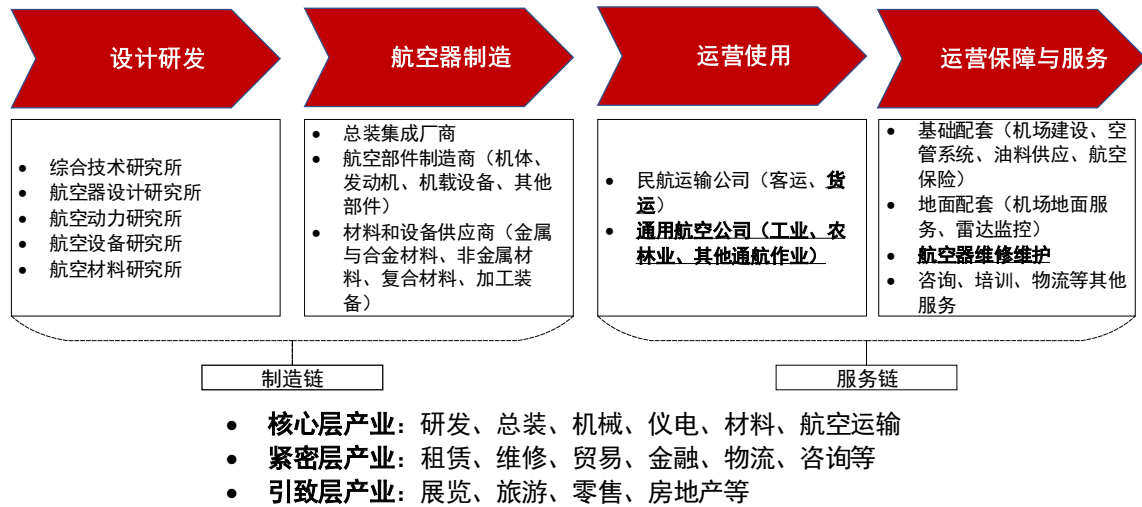 设计研发
航空器制造
运营使用
运营保障与服务
• 综合技术研究所
• 航空器设计研究所
• 航空动力研究所
• 航空设备研究所
• 航空材料研究所
• 总装集成厂商
• 航空部件制造商（机体、
发动机、机载设备、其他
部件）
• 材料和设备供应商（金属
与合金材料、非金属材
料、复合材料、加工装
备）
• 民航运输公司（客运、货
运）
• 通用航空公司（工业、农
林业、其他通航作业）
• 基础配套（机场建设、空
管系统、油料供应、航空
保险）
• 地面配套（机场地面服
务、雷达监控）
• 航空器维修维护
• 咨询、培训、物流等其他
服务
制造链
服务链
• 核心层产业：研发、总装、机械、仪电、材料、航空运输
• 紧密层产业：租赁、维修、贸易、金融、物流、咨询等
• 引致层产业：展览、旅游、零售、房地产等